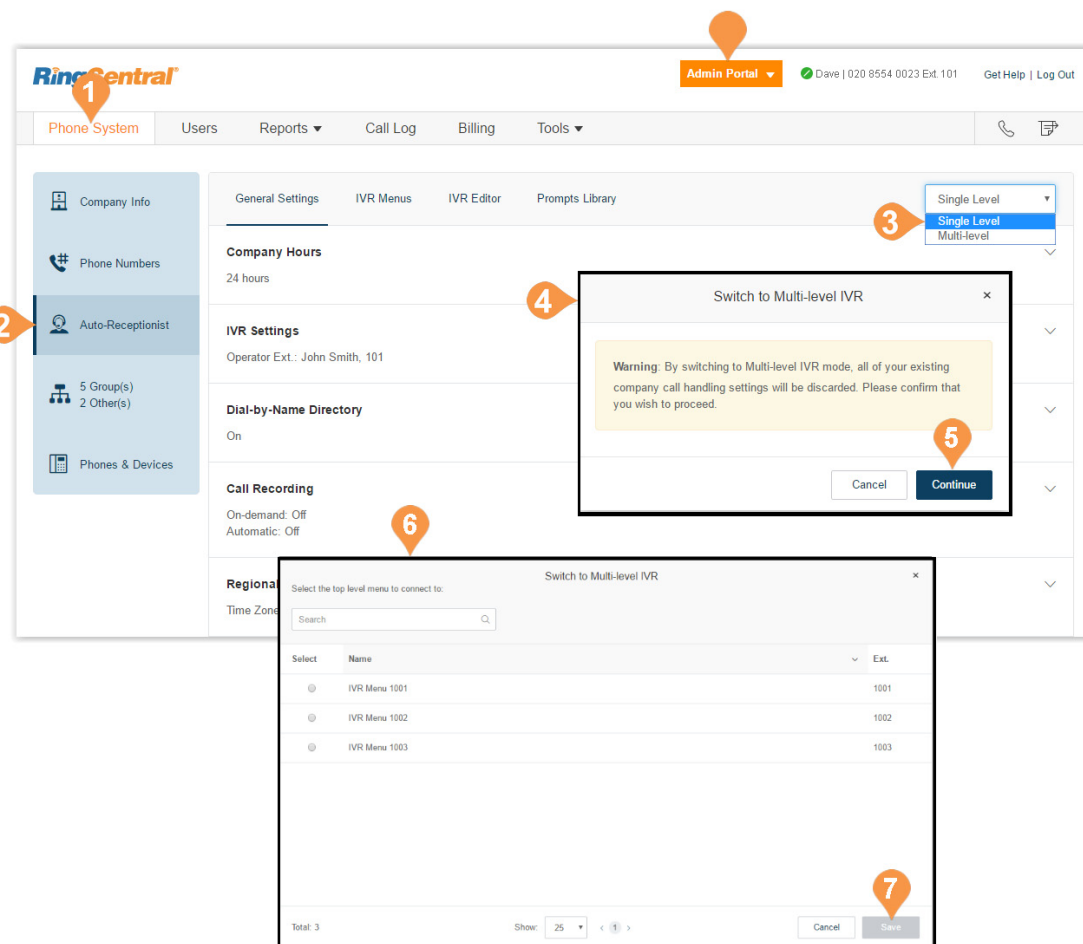 RingCentral®
Admin Portal
Dave | 020 8554 0023 Ext. 101
Get Help | Log Out
1
Phone System
Users
Reports
Call Log
Billing
Tools
Company Info
Phone Numbers
2
Auto-Receptionist
5 Group(s)
2 Other(s)
Phones & Devices
General Settings
IVR Menus
IVR Editor
Prompts Library
Single Level
3
Single Level
Multi-level
Company Hours
24 hours
IVR Settings
Operator Ext.: John Smith, 101
Dial-by-Name Directory
On
Call Recording
On-demand: Off
Automatic: Off
Regional
Time Zone
4
Switch to Multi-level IVR
×
Warning: By switching to Multi-level IVR mode, all of your existing
company call handling settings will be discarded. Please confirm that
you wish to proceed.
5
Cancel
Continue
6
Switch to Multi-level IVR
×
Select the top level menu to connect to:
Search
Select Name Ext.
IVR Menu 1001 1001
IVR Menu 1002 1002
IVR Menu 1003 1003
7
Total: 3
Show: 25
< 1 >
Cancel
Save